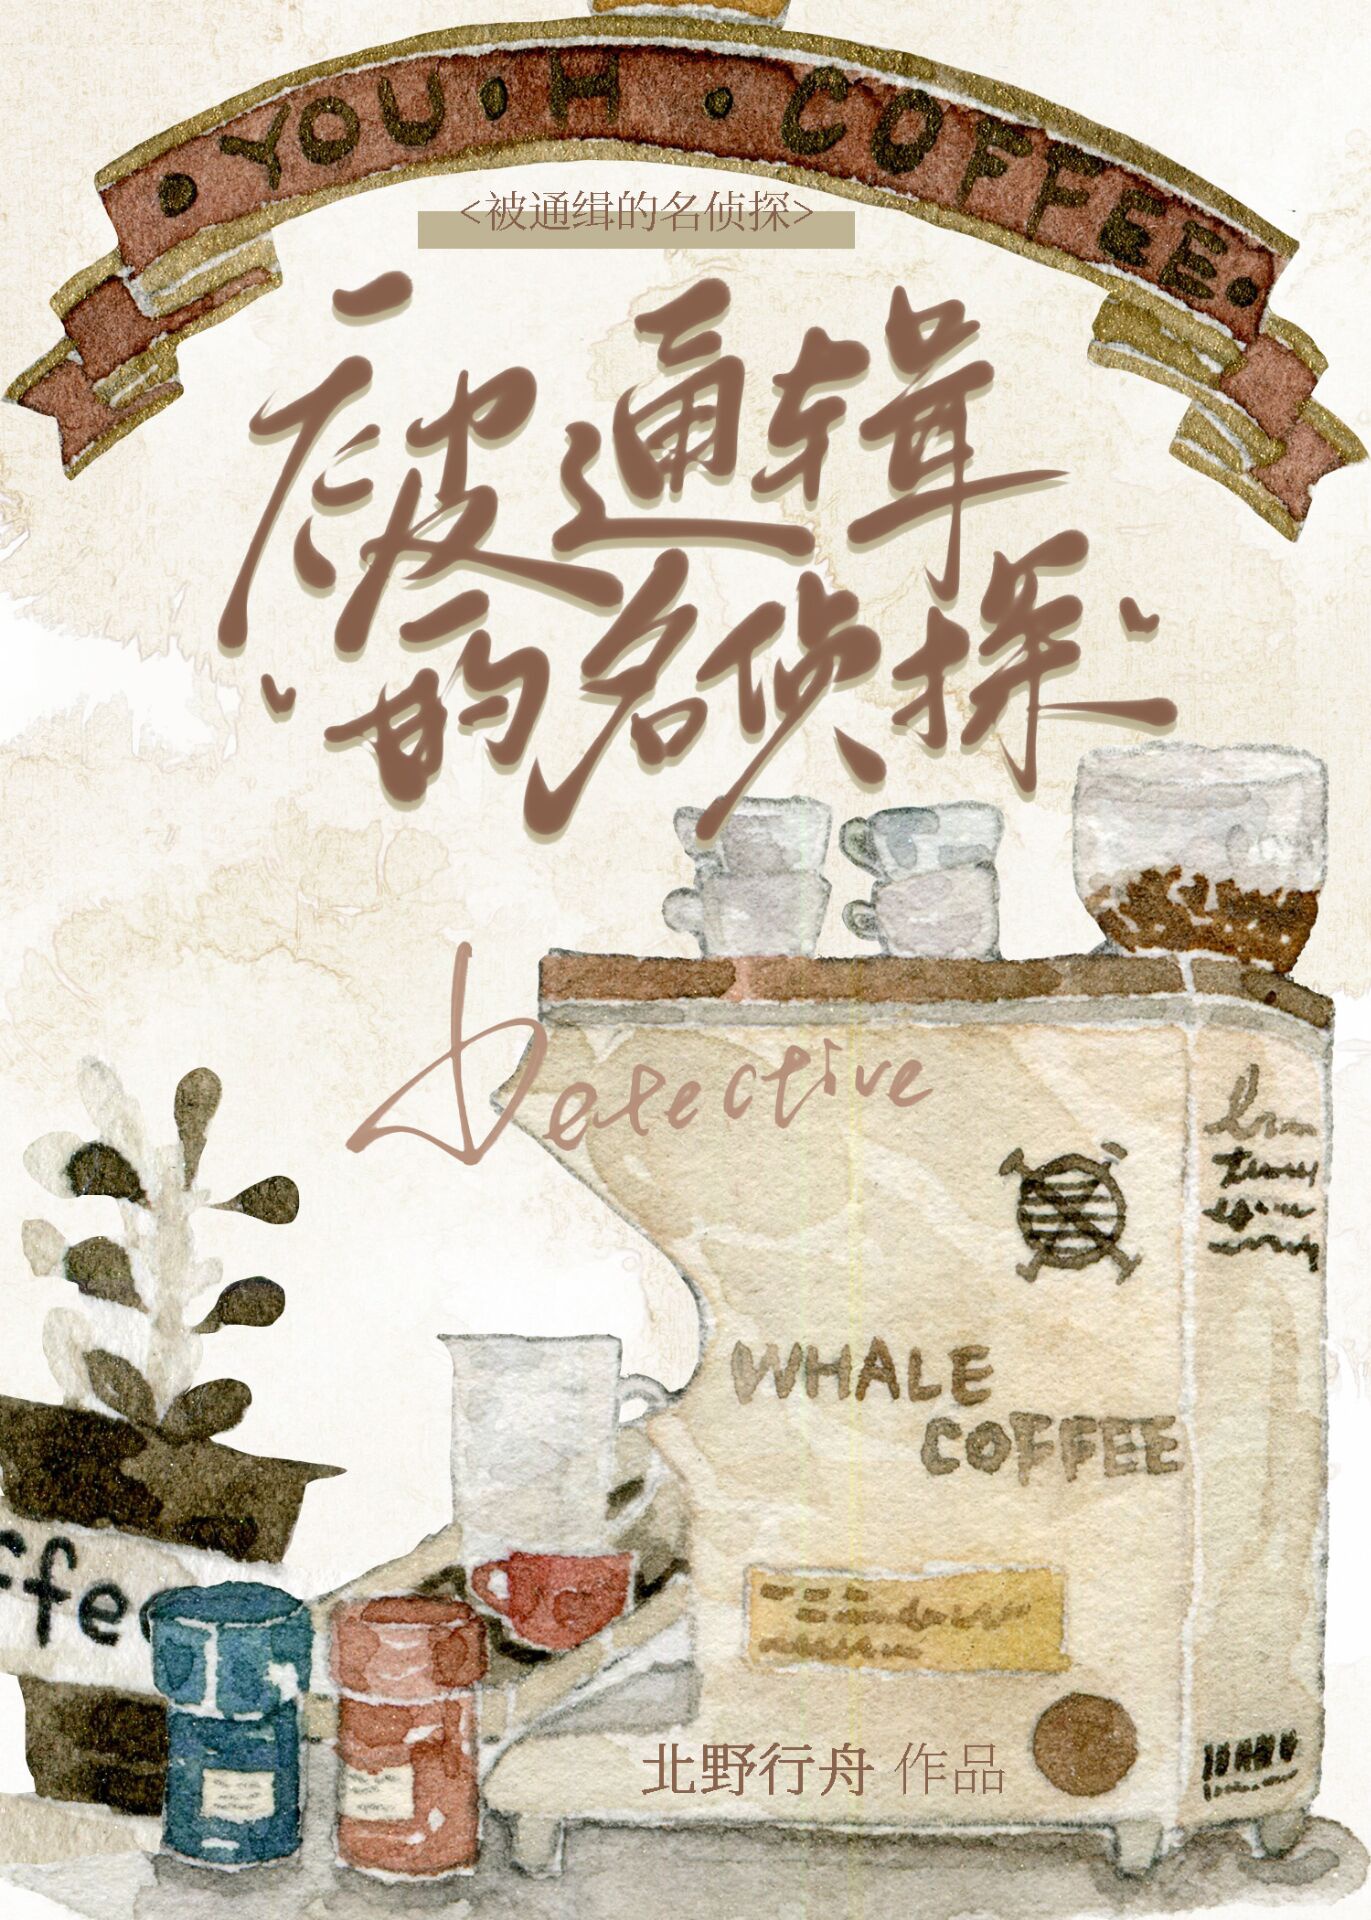 • YOU • H • COFFEE •
<被通缉的名侦探>
被通缉
的名侦探
Detective
WHALE
COFFEE
ffee
北野行舟 作品